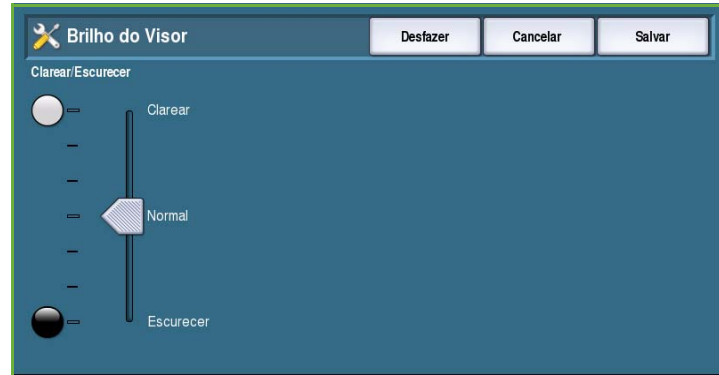 Brilho do Visor
Desfazer
Cancelar
Salvar
Clarear/Escurecer
Clarear
Normal
Escurecer